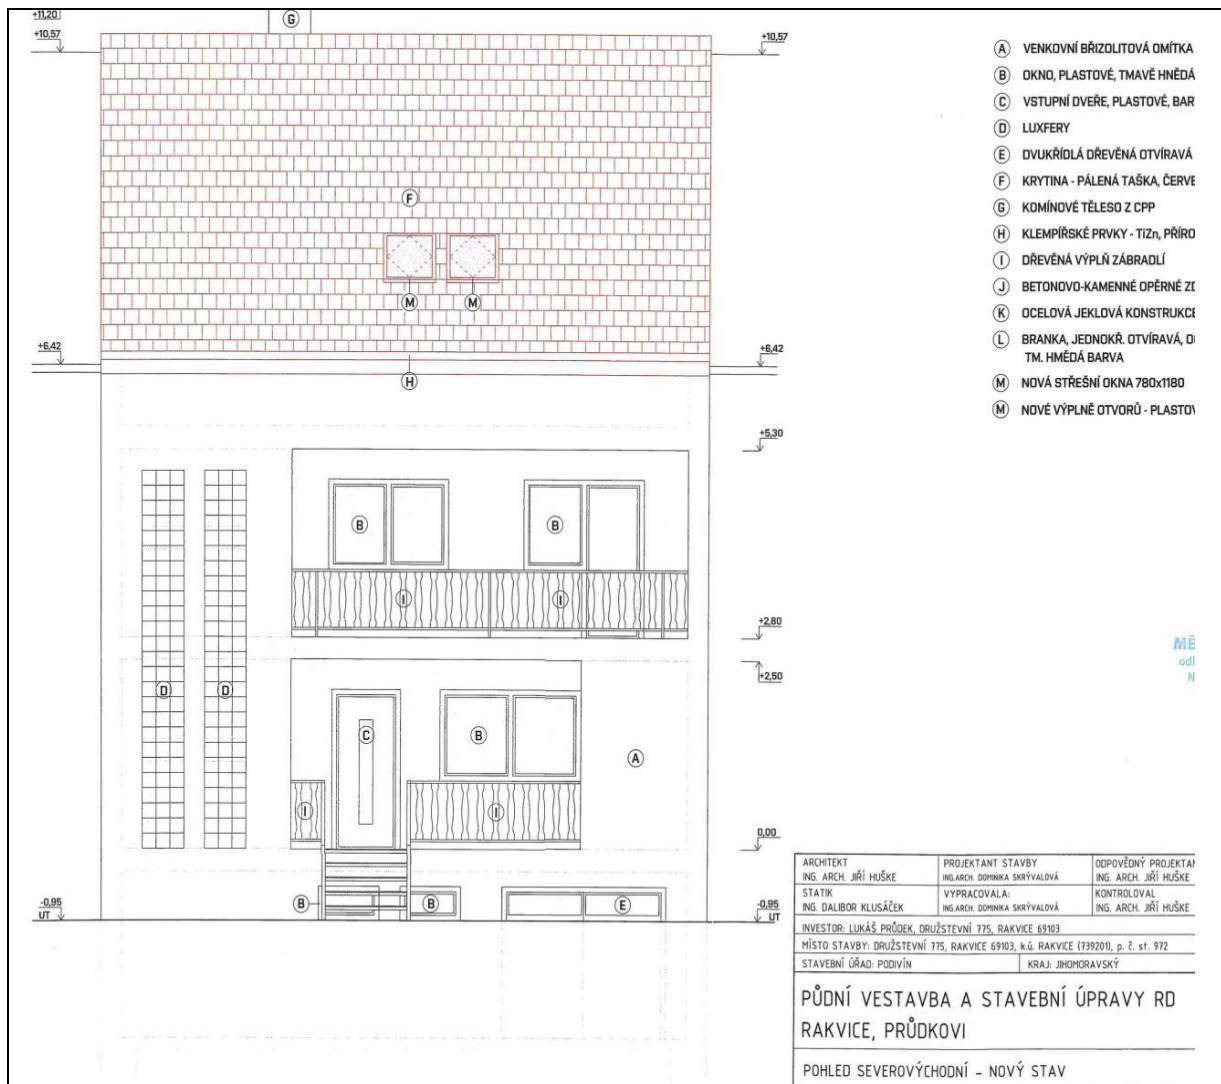 +11,20
+10,57
G
+10,57
F
M
M
+6,42
+6,42
H
+5,30
B
B
I
I
+2,80
+2,50
D
D
C
B
A
I
I
0,00
-0,95
UT
B
B
E
-0,95
UT
A VENKOVNÍ BŘIZOLITOVÁ OMÍTKA
B OKNO, PLASTOVÉ, TMAVĚ HNĚDÁ
C VSTUPNÍ DVEŘE, PLASTOVÉ, BAR
D LUXFERY
E DVUKŘÍDLÁ DŘEVĚNÁ OTVÍRAVÁ
F KRYTINA - PÁLENÁ TAŠKA, ČERVE
G KOMÍNOVÉ TĚLESO Z CPP
H KLEMPÍŘSKÉ PRVKY - TiZn, PŘÍRO
I DŘEVĚNÁ VÝPLŇ ZÁBRADLÍ
J BETONOVO-KAMENNÉ OPĚRNÉ
K OCELOVÁ JEKLOVÁ KONSTRUKCE
L BRANKA, JEDNOKŘ. OTVÍRAVÁ,
TM. HMĚDÁ BARVA
M NOVÁ STŘEŠNÍ OKNA 780x1180
M NOVÉ VÝPLNĚ OTVORŮ - PLASTOV
MĚ
odl
N
ARCHITEKT PROJEKTANT STAVBY ODPOVĚDNÝ PROJEKTAN
ING. ARCH. JIŘÍ HUŠKE ING.ARCH. DOMINIKA SKRÝVALOVÁ ING. ARCH. JIŘÍ HUŠKE
STATIK VYPRACOVALA: KONTROLOVAL
ING. DALIBOR KLUSÁČEK ING.ARCH. DOMINIKA SKRÝVALOVÁ ING. ARCH. JIŘÍ HUŠKE
INVESTOR: LUKÁŠ PRŮDEK, DRUŽSTEVNÍ 775, RAKVICE 69103
MÍSTO STAVBY: DRUŽSTEVNÍ 775, RAKVICE 69103, k.ú. RAKVICE (739201), p. č. st. 972
STAVEBNÍ ÚŘAD: PODIVÍN KRAJ: JIHOMORAVSKÝ
PŮDNÍ VESTAVBA A STAVEBNÍ ÚPRAVY RD
RAKVICE, PRŮDKOVI
POHLED SEVEROVÝCHODNÍ - NOVÝ STAV